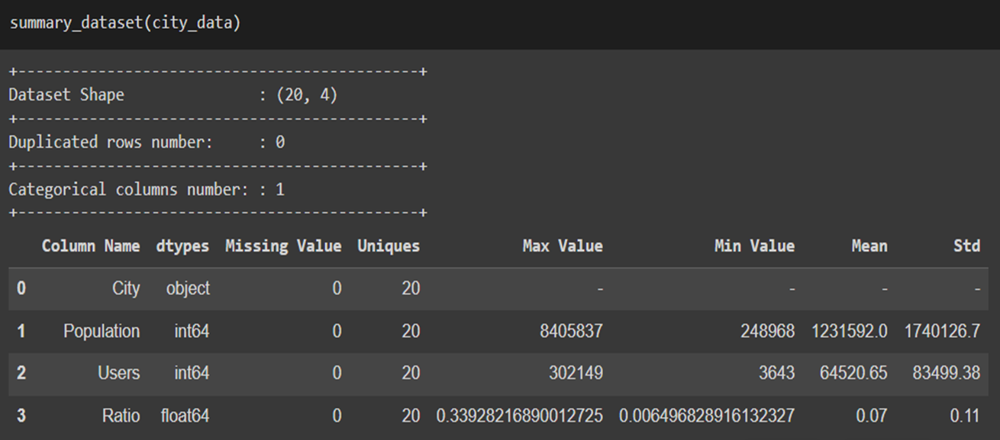 summary_dataset(city_data)
+---------------------------------------------+
Dataset Shape : (20, 4)
+---------------------------------------------+
Duplicated rows number: : 0
+---------------------------------------------+
Categorical columns number: : 1
+---------------------------------------------+
Column Name dtypes Missing Value Uniques Max Value Min Value Mean Std
0 City object 0 20 - - - -
1 Population int64 0 20 8405837 248968 1231592.0 1740126.7
2 Users int64 0 20 302149 3643 64520.65 83499.38
3 Ratio float64 0 20 0.33928216890012725 0.006496828916132327 0.07 0.11